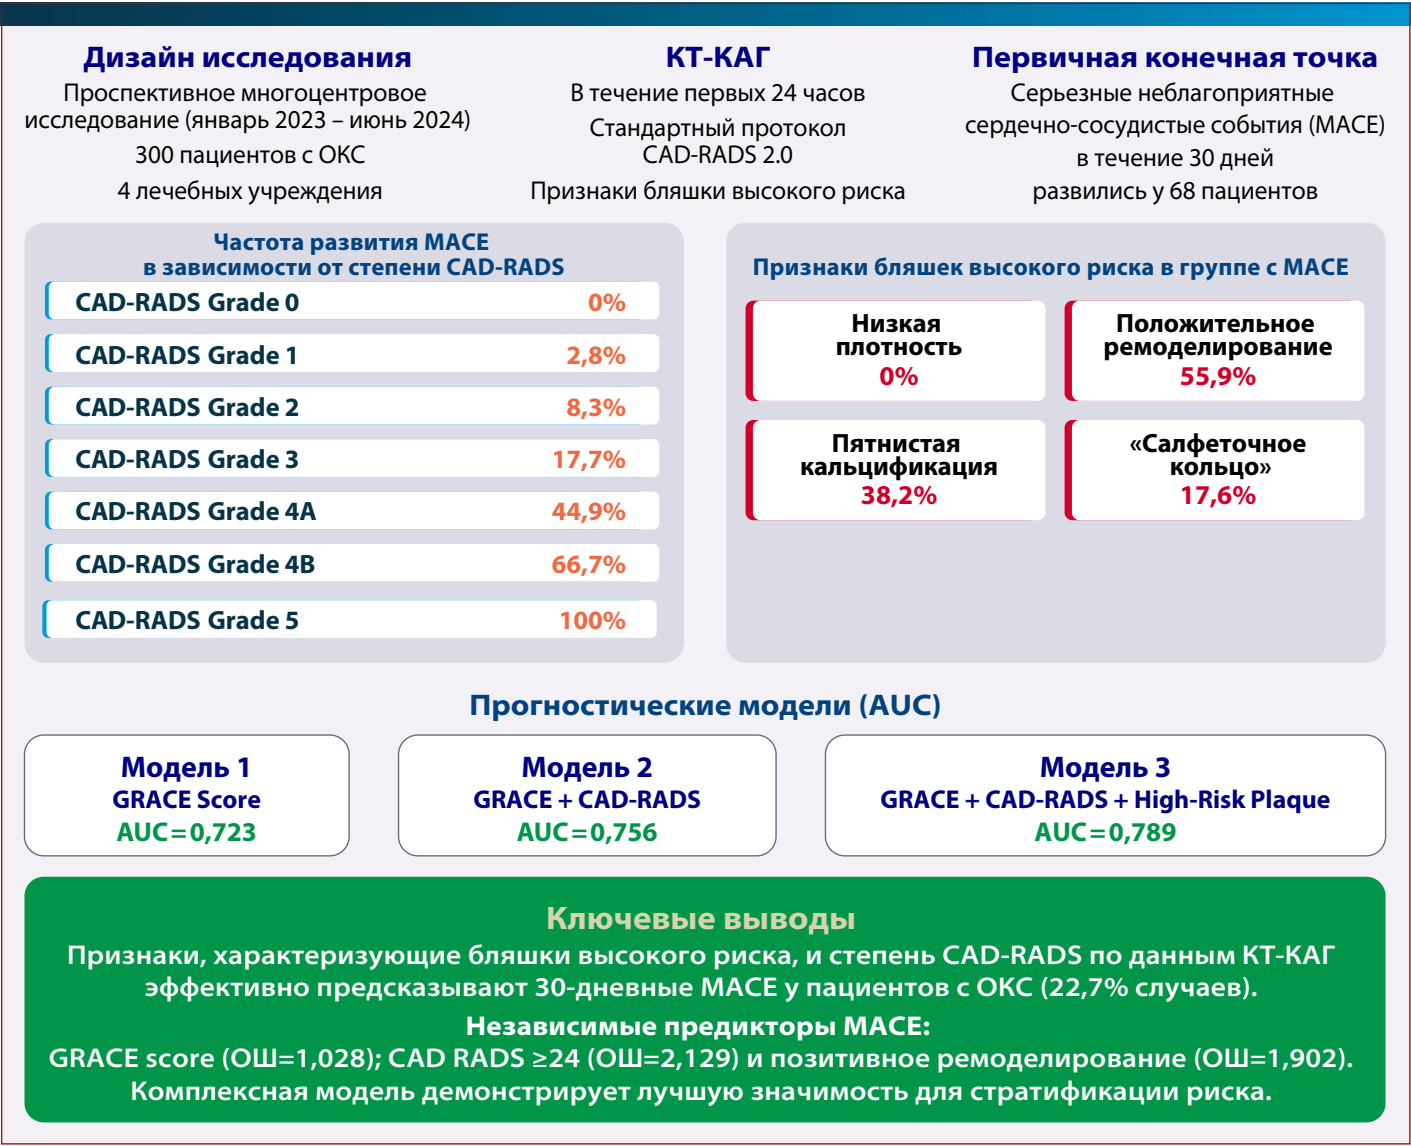 Дизайн исследования
Проспективное многоцентровое
исследование (январь 2023 – июнь 2024)
300 пациентов с ОКС
4 лечебных учреждения
КТ-КАГ
В течение первых 24 часов
Стандартный протокол
CAD-RADS 2.0
Признаки бляшки высокого риска
Первичная конечная точка
Серьезные неблагоприятные
сердечно-сосудистые события (MACE)
в течение 30 дней
развились у 68 пациентов
Частота развития MACE
в зависимости от степени CAD-RADS
CAD-RADS Grade 0 0%
CAD-RADS Grade 1 2,8%
CAD-RADS Grade 2 8,3%
CAD-RADS Grade 3 17,7%
CAD-RADS Grade 4A 44,9%
CAD-RADS Grade 4B 66,7%
CAD-RADS Grade 5 100%
Признаки бляшек высокого риска в группе с MACE
Низкая
плотность
0%
Положительное
ремоделирование
55,9%
Пятнистая
кальцификация
38,2%
«Салфеточное
кольцо»
17,6%
Прогностические модели (AUC)
Модель 1
GRACE Score
AUC=0,723
Модель 2
GRACE + CAD-RADS
AUC=0,756
Модель 3
GRACE + CAD-RADS + High-Risk Plaque
AUC=0,789
Ключевые выводы
Признаки, характеризующие бляшки высокого риска, и степень CAD-RADS по данным КТ-КАГ
эффективно предсказывают 30-дневные MACE у пациентов с ОКС (22,7% случаев).
Независимые предикторы MACE:
GRACE score (ОШ=1,028); CAD RADS ≥24 (ОШ=2,129) и позитивное ремоделирование (ОШ=1,902).
Комплексная модель демонстрирует лучшую значимость для стратификации риска.